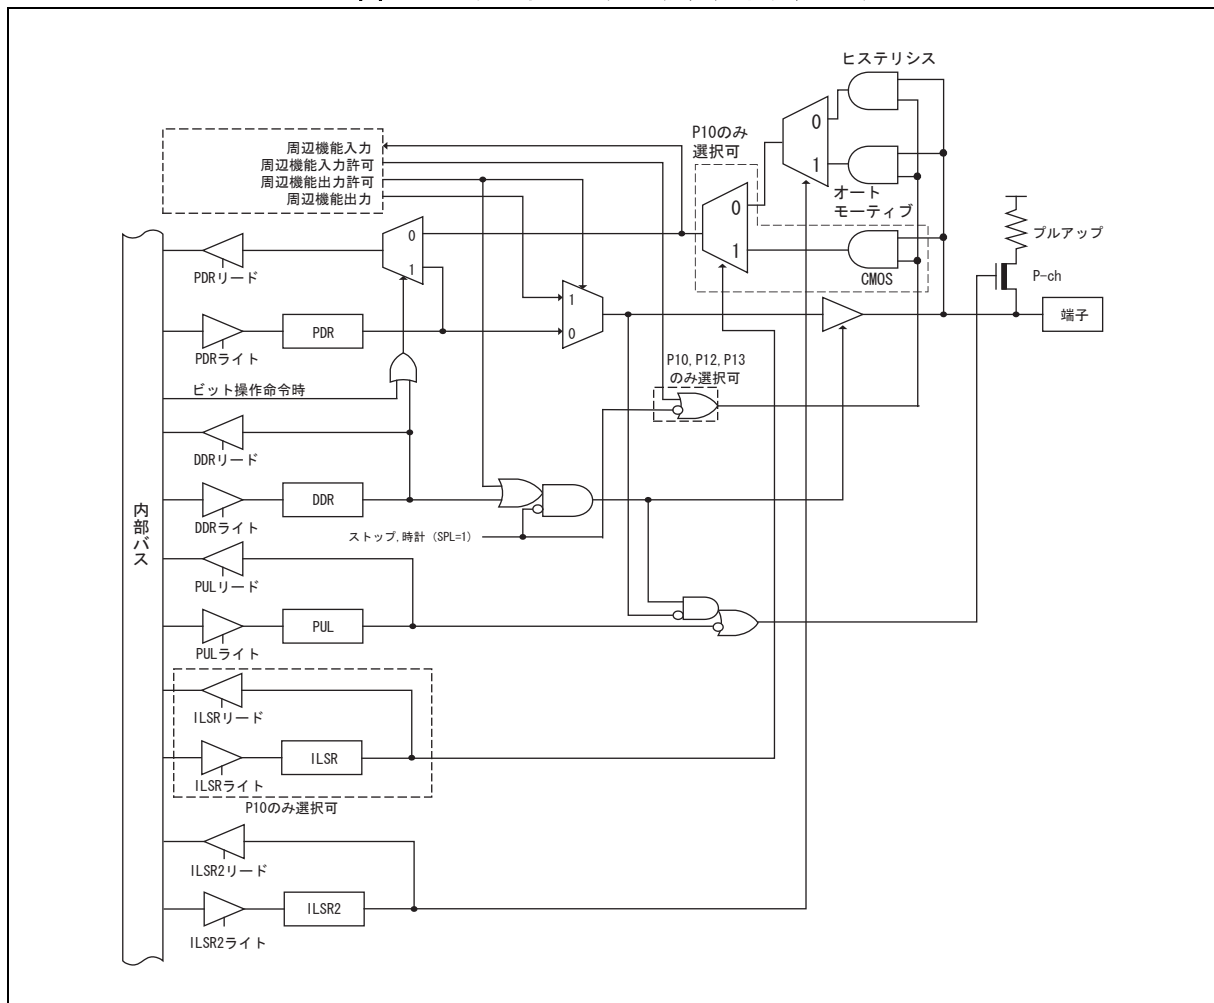 ヒステリシス
0
1
オート
モーティブ
P10のみ
選択可
0
1
CMOS
プルアップ
P-ch
端子
周辺機能入力
周辺機能入力許可
周辺機能出力許可
周辺機能出力
0
1
PDRリード
1
0
PDRライト
PDR
P10, P12, P13
のみ選択可
ビット操作命令時
DDRリード
DDRライト
DDR
ストップ, 時計 (SPL=1)
内部バス
PULリード
PULライト
PUL
ILSRリード
ILSRライト
ILSR
P10のみ選択可
ILSR2リード
ILSR2ライト
ILSR2